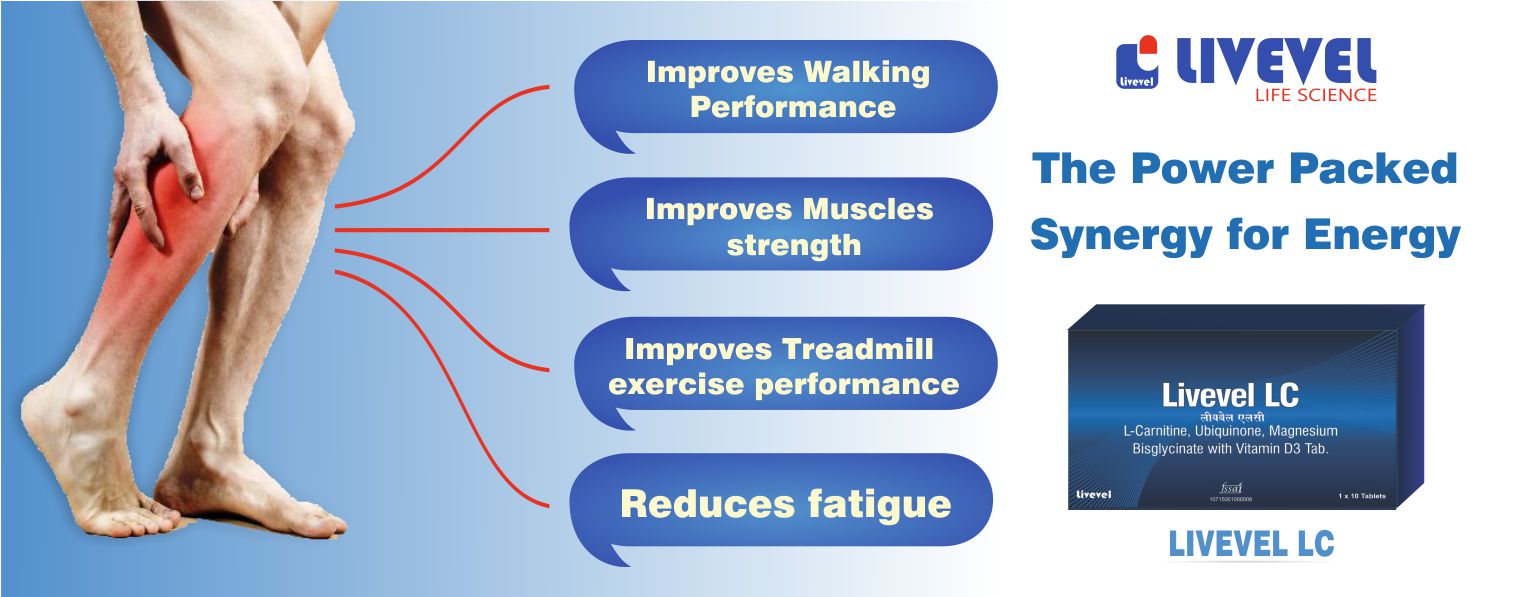 Improves Walking
Performance
Improves Muscles
strength
Improves Treadmill
exercise performance
Reduces fatigue
Livevel
LIVEVEL
LIFE SCIENCE
The Power Packed
Synergy for Energy
Livevel LC
लीववेल एलसी
L-Carnitine, Ubiquinone, Magnesium
Bisglycinate with Vitamin D3 Tab.
Livevel
fssai
10715001000008
1 x 10 Tablets
LIVEVEL LC